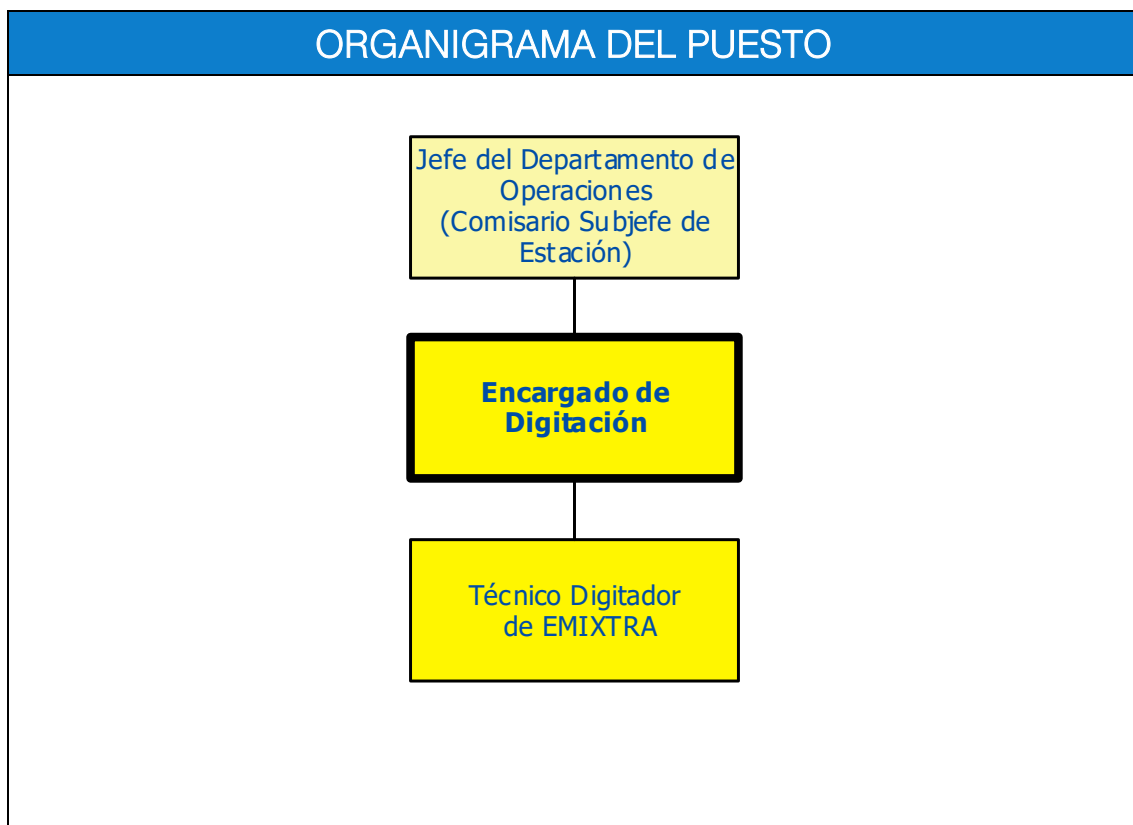 ORGANIGRAMA DEL PUESTO
Jefe del Departamento de
Operaciones
(Comisario Subjefe de
Estación)
Encargado de
Digitación
Técnico Digitador
de EMIXTRA